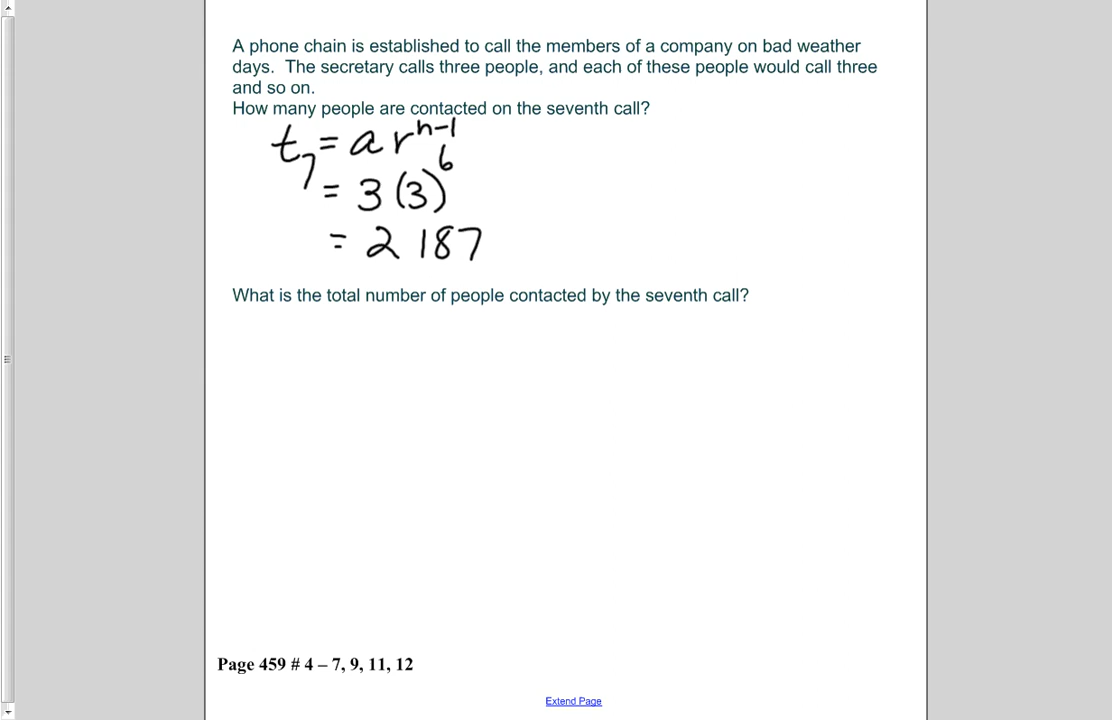 A phone chain is established to call the members of a company on bad weather
days. The secretary calls three people, and each of these people would call three
and so on.
How many people are contacted on the seventh call?
t₇ = a rⁿ⁻¹
= 3 (3)⁶
= 2 187
What is the total number of people contacted by the seventh call?
Page 459 # 4 – 7, 9, 11, 12
Extend Page